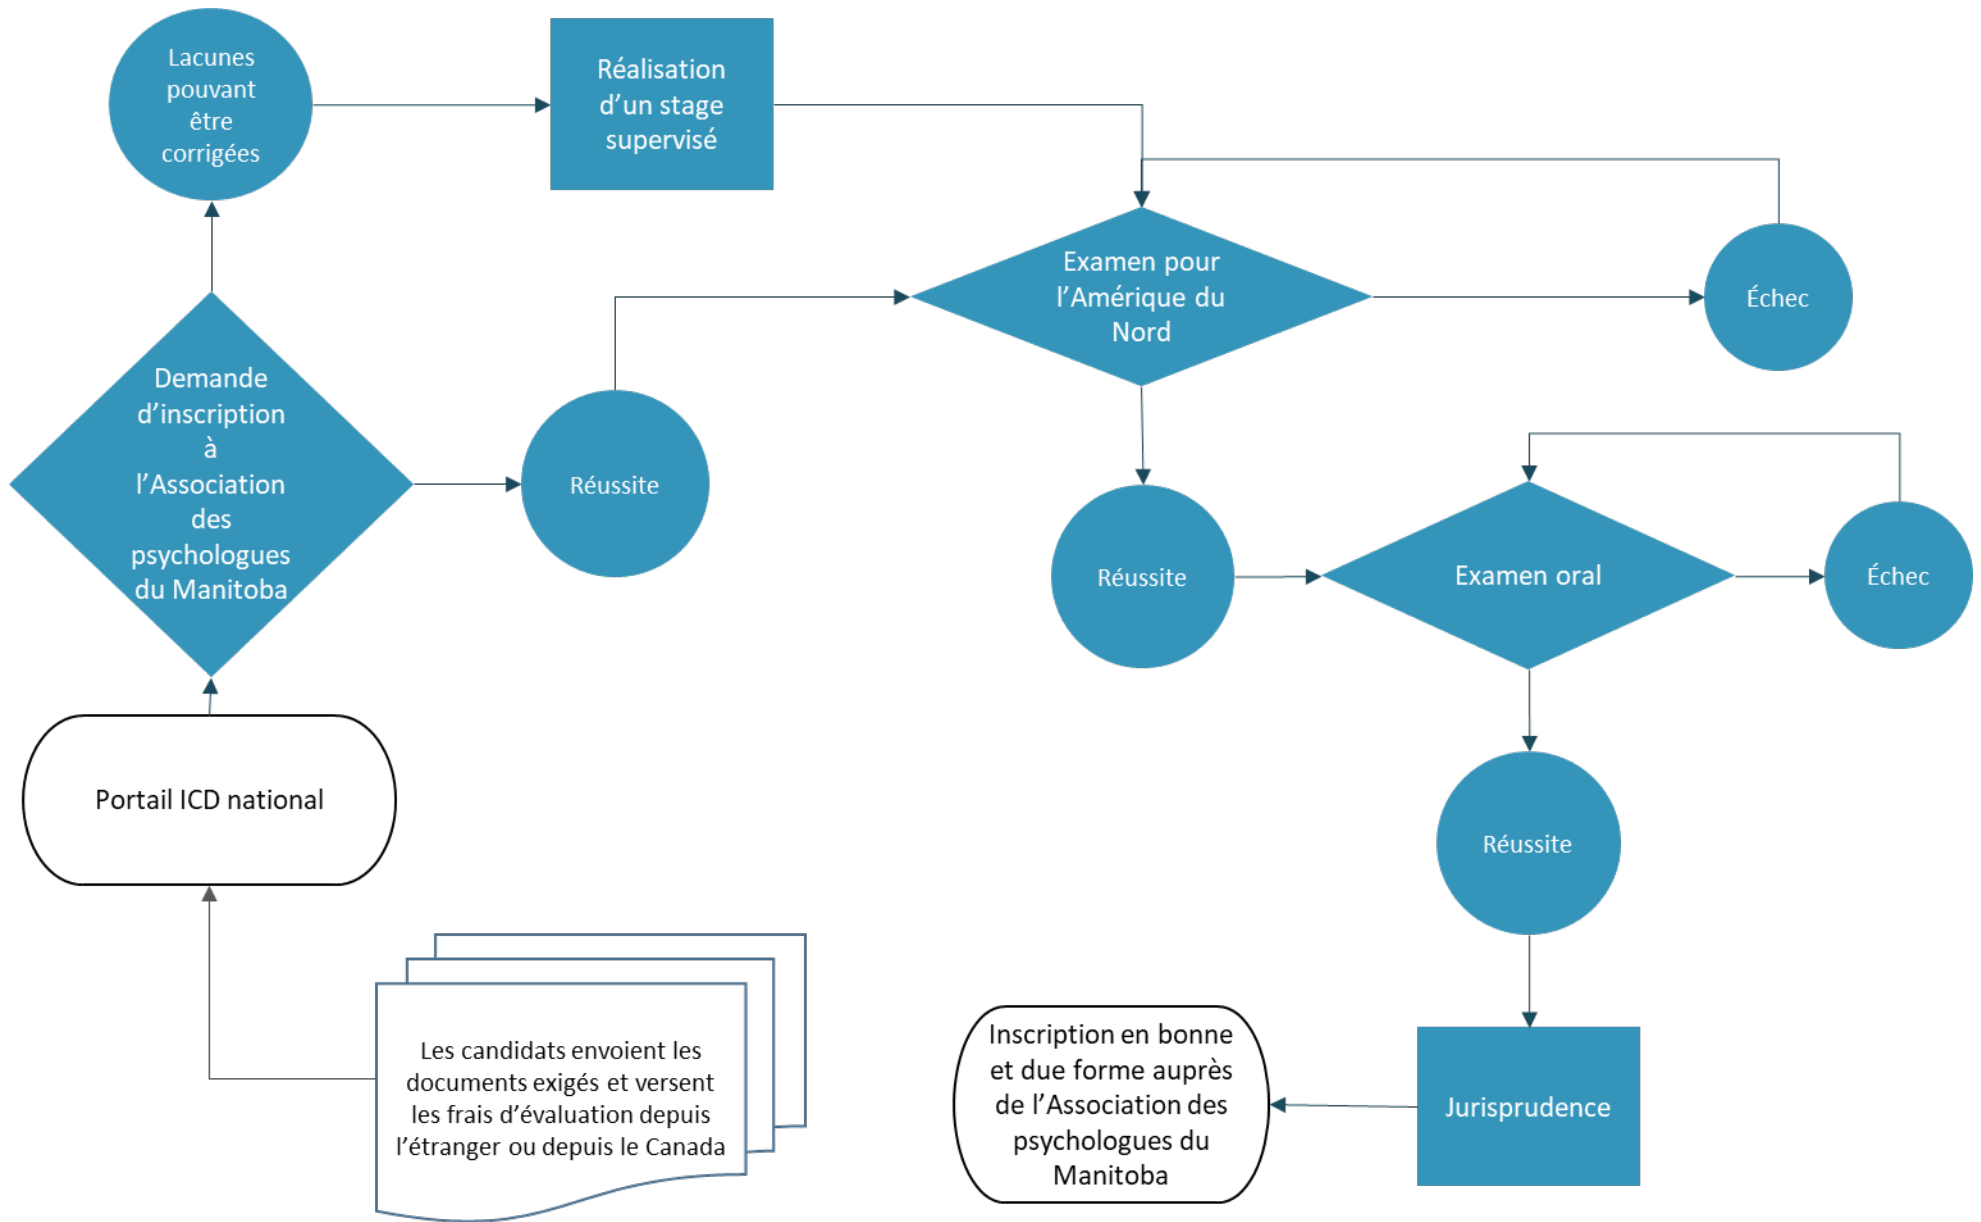 Lacunes
pouvant
être
corrigées
Réalisation
d’un stage
supervisé
Examen pour
l’Amérique du
Nord
Échec
Demande
d’inscription
à
l’Association
des
psychologues
du Manitoba
Réussite
Réussite
Examen oral
Échec
Portail ICD national
Réussite
Les candidats envoient les
documents exigés et versent
les frais d’évaluation depuis
l’étranger ou depuis le Canada
Inscription en bonne
et due forme auprès
de l’Association des
psychologues du
Manitoba
Jurisprudence